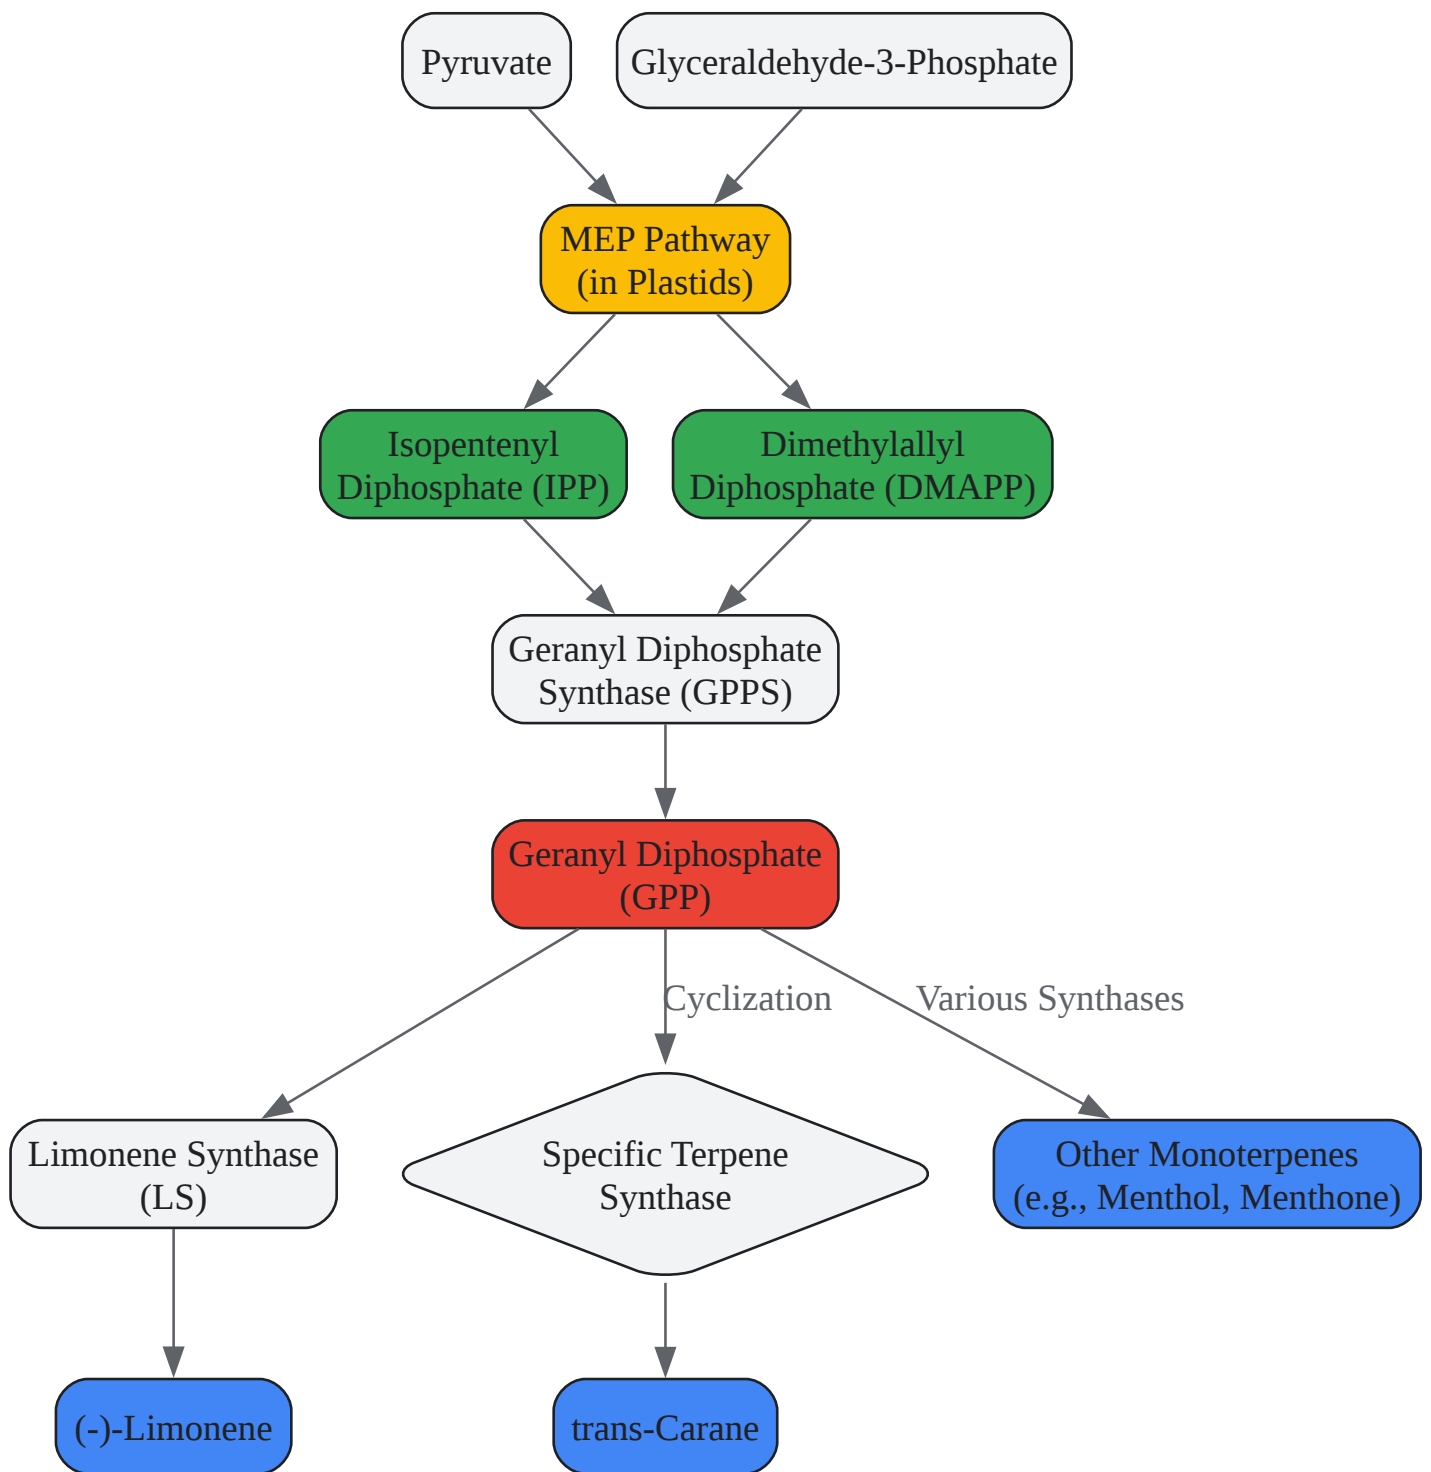 Pyruvate
Glyceraldehyde-3-Phosphate
MEP Pathway
(in Plastids)
Isopentenyl
Diphosphate (IPP)
Dimethylallyl
Diphosphate (DMAPP)
Geranyl Diphosphate
Synthase (GPPS)
Geranyl Diphosphate
(GPP)
Cyclization
Various Synthases
Limonene Synthase
(LS)
Specific Terpene
Synthase
Other Monoterpenes
(e.g., Menthol, Menthone)
(-)-Limonene
trans-Carane